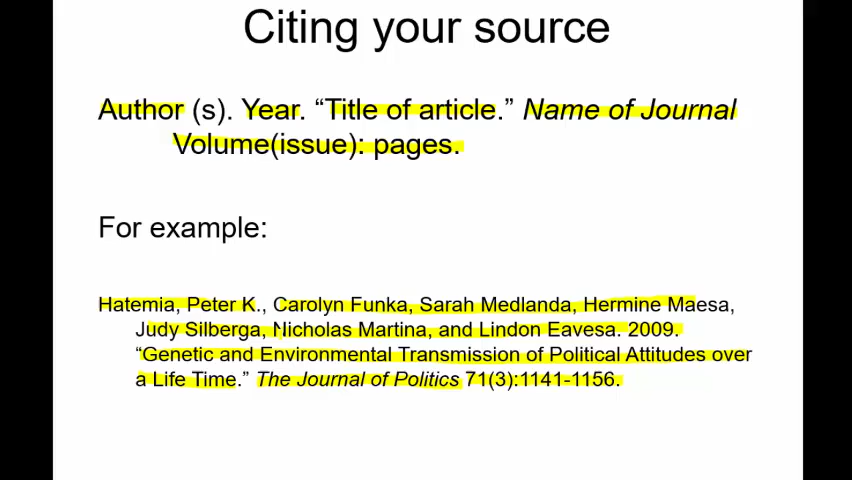 Citing your source
Author (s). Year. “Title of article.” Name of Journal
Volume(issue): pages.
For example:
Hatemia, Peter K., Carolyn Funka, Sarah Medlanda, Hermine Maesa,
Judy Silberga, Nicholas Martina, and Lindon Eavesa. 2009.
“Genetic and Environmental Transmission of Political Attitudes over
a Life Time.” The Journal of Politics 71(3):1141-1156.